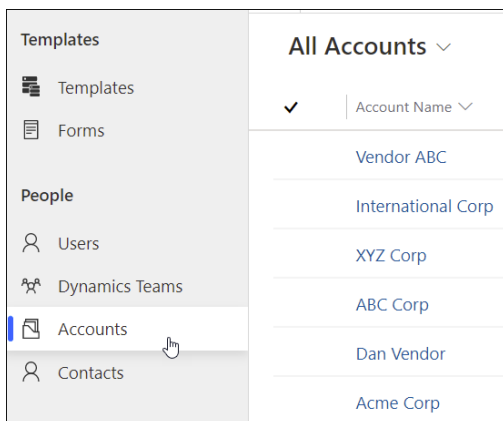 Templates
Templates
Forms
People
Users
Dynamics Teams
Accounts
Contacts
All Accounts
Account Name
Vendor ABC
International Corp
XYZ Corp
ABC Corp
Dan Vendor
Acme Corp